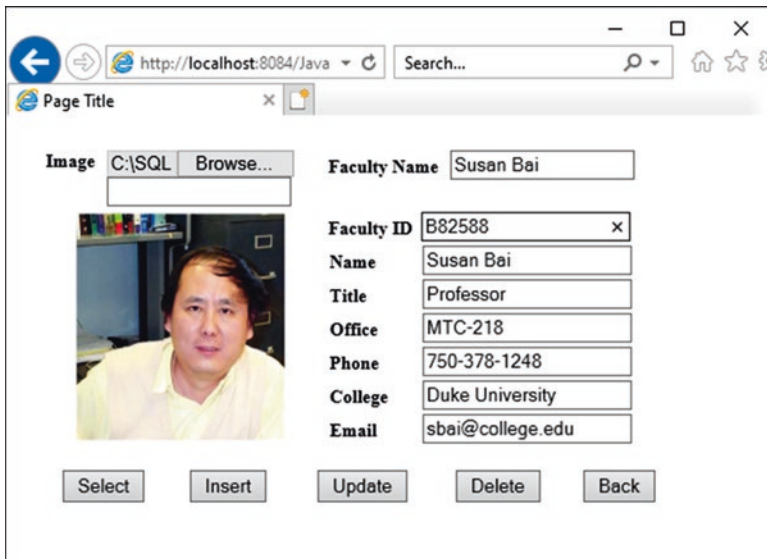 http://localhost:8084/Java
Search...
Page Title
Image C:\SQL Browse...
Faculty Name Susan Bai
Faculty ID B82588
Name Susan Bai
Title Professor
Office MTC-218
Phone 750-378-1248
College Duke University
Email sbai@college.edu
Select Insert Update Delete Back